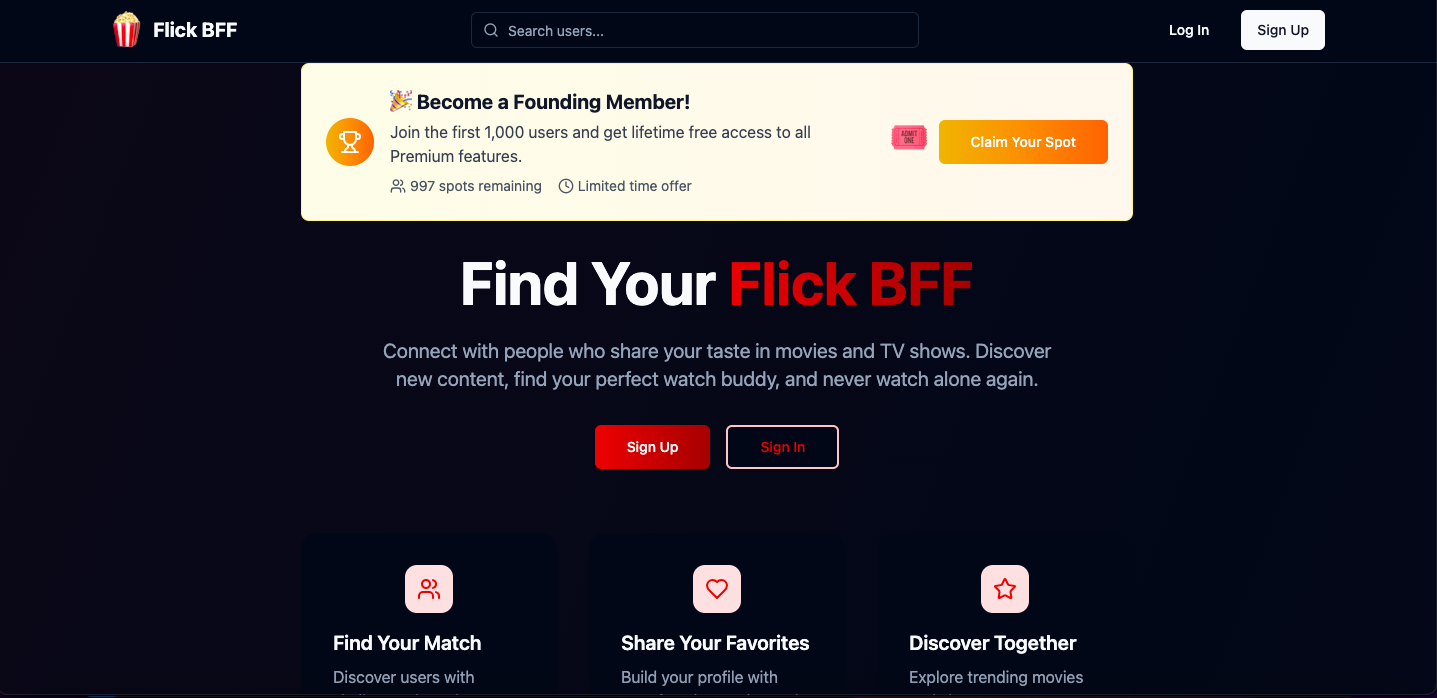 Flick BFF
Search users...
Log In
Sign Up
🎉 Become a Founding Member!
Join the first 1,000 users and get lifetime free access to all
Premium features.
997 spots remaining
Limited time offer
ADMIT
ONE
Claim Your Spot
Find Your Flick BFF
Connect with people who share your taste in movies and TV shows. Discover
new content, find your perfect watch buddy, and never watch alone again.
Sign Up
Sign In
Find Your Match
Discover users with
Share Your Favorites
Build your profile with
Discover Together
Explore trending movies